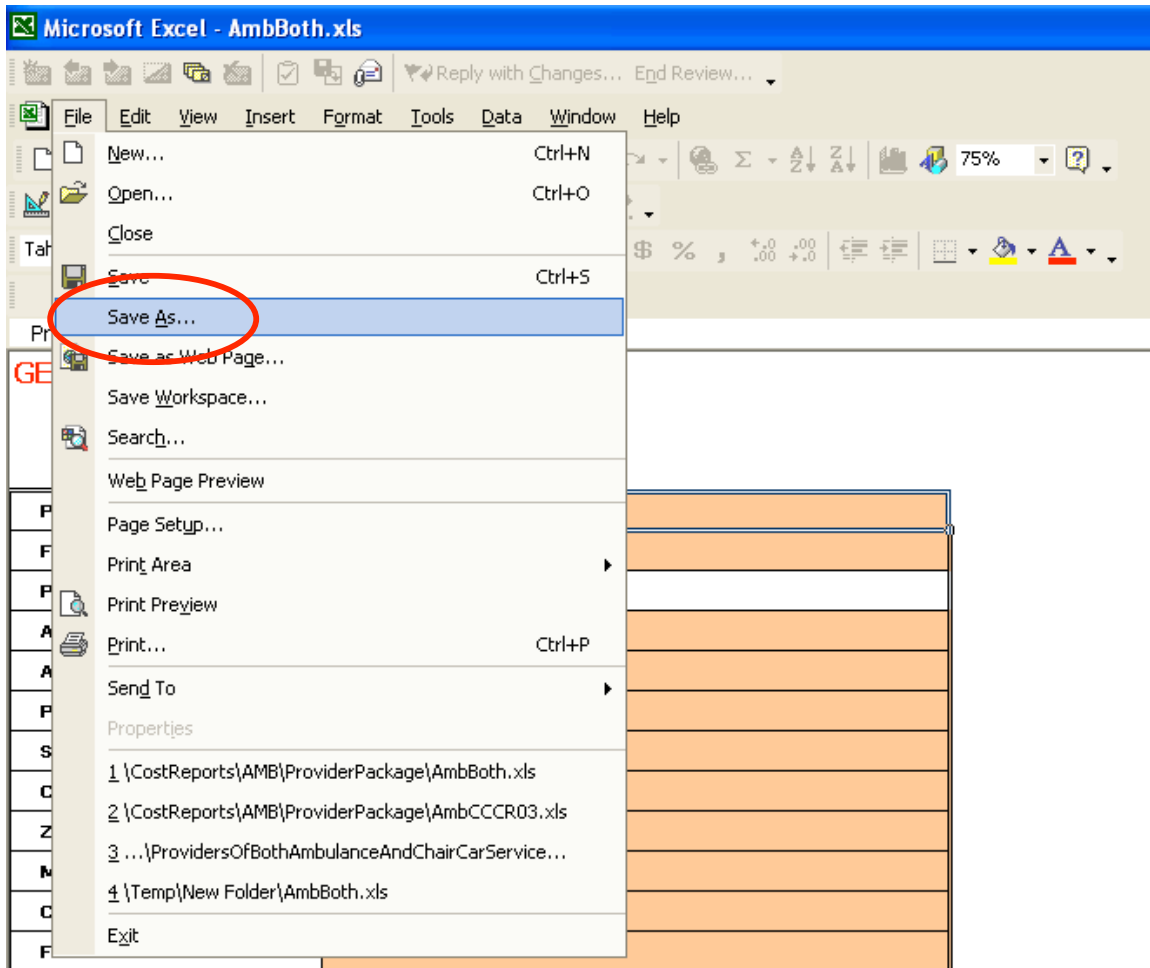 Microsoft Excel - AmbBoth.xls
Reply with Changes... End Review...
File Edit View Insert Format Tools Data Window Help
New... Ctrl+N
75%
Open... Ctrl+O
Close
$ % ,
Save Ctrl+S
Save As...
Save as Web Page...
GE
Save Workspace...
Search...
Web Page Preview
P
Page Setup...
F
Print Area
P
Print Preview
A
Print... Ctrl+P
A
Send To
P
Properties
S
1 \CostReports\AMB\ProviderPackage\AmbBoth.xls
C
2 \CostReports\AMB\ProviderPackage\AmbCCCR03.xls
Z
3 ...\ProvidersOfBothAmbulanceAndChairCarService...
M
4 \Temp\New Folder\AmbBoth.xls
C
Exit
F